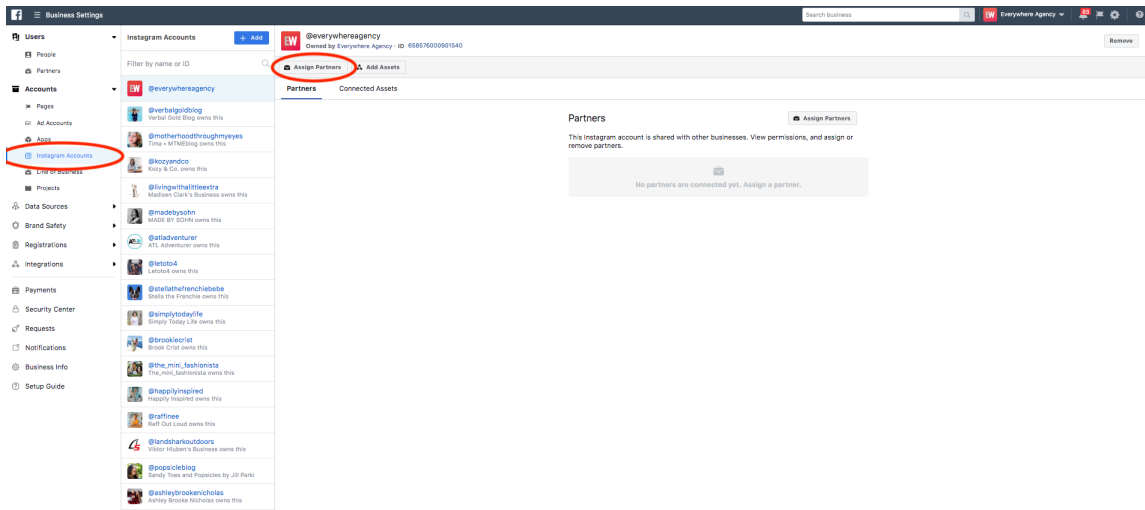 Business Settings
Search business
EW
Everywhere Agency
83
Users
People
Partners
Accounts
Pages
Ad Accounts
Apps
Instagram Accounts
Line of Business
Projects
Data Sources
Brand Safety
Registrations
Integrations
Payments
Security Center
Requests
Notifications
Business Info
Setup Guide
Instagram Accounts
+ Add
Filter by name or ID
EW
@everywhereagency
@verbalgoldblog
Verbal Gold Blog owns this
@motherhoodthroughmyeyes
Tima • MTMEblog owns this
@kozyandco
Kozy & Co. owns this
@livingwithalittleextra
Madisen Clark's Business owns this
@madebysohn
MADE BY SOHN owns this
@atladventurer
ATL Adventurer owns this
@letoto4
Letoto4 owns this
@stellathefrenchiebebe
Stella the Frenchie owns this
@simplytodaylife
Simply Today Life owns this
@brookiecrist
Brook Crist owns this
@the_mini_fashionista
The_mini_fashionista owns this
@happilyinspired
Happily Inspired owns this
@raffinee
Raff Out Loud owns this
@landsharkoutdoors
Viktor Hluben's Business owns this
@popsicleblog
Sandy Toes and Popsicles by Jill Parki
@ashleybrookenicholas
Ashley Brooke Nicholas owns this
EW
@everywhereagency
Owned by Everywhere Agency · ID 658576000901540
Remove
Assign Partners
Add Assets
Partners
Connected Assets
Partners
Assign Partners
This Instagram account is shared with other businesses. View permissions, and assign or
remove partners.
No partners are connected yet. Assign a partner.